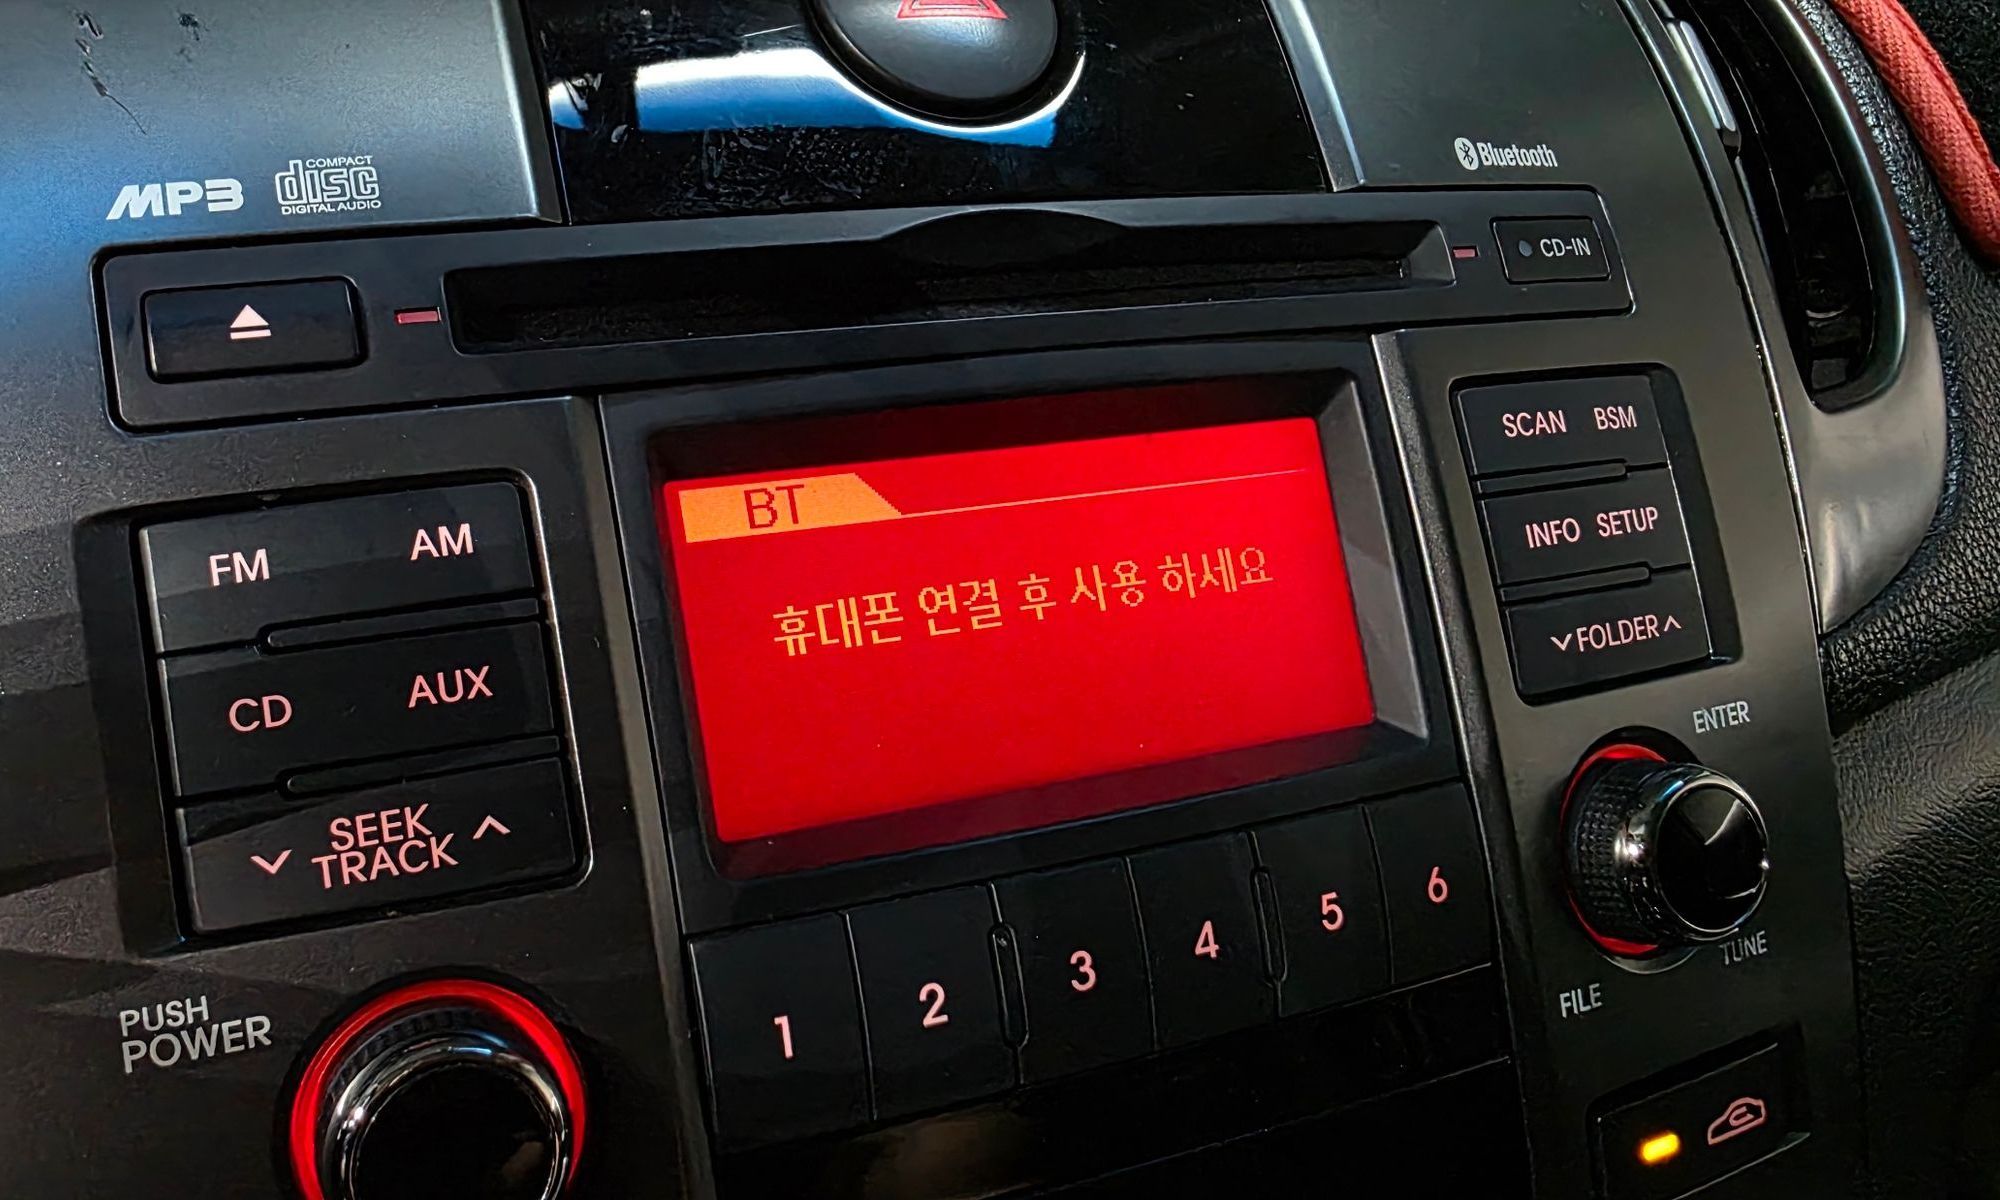 MP3
COMPACT
disc
DIGITAL AUDIO
Bluetooth
CD-IN
BT
휴대폰 연결 후 사용 하세요
FM AM
CD AUX
SEEK
TRACK
PUSH
POWER
SCAN BSM
INFO SETUP
FOLDER
ENTER
TUNE
FILE
1 2 3 4 5 6